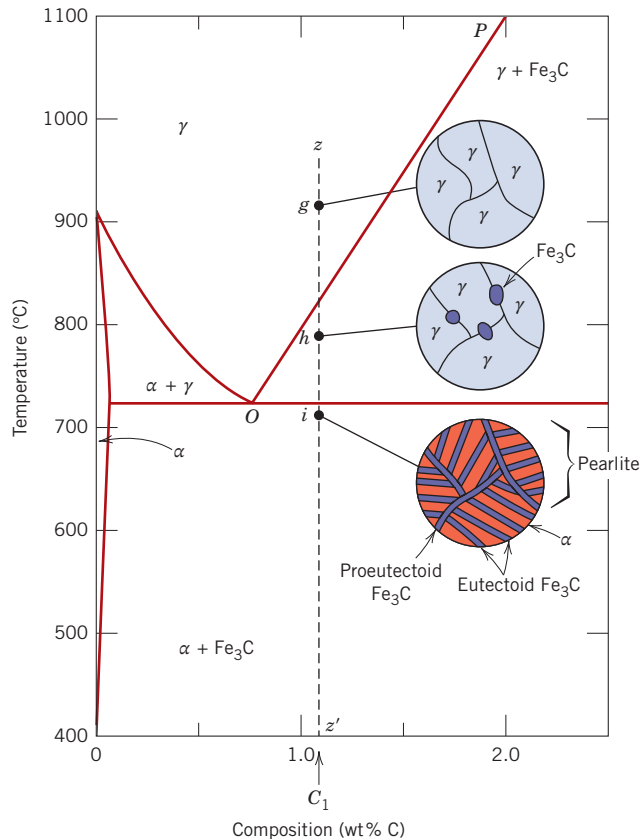 1100
P
γ + Fe₃C
1000
γ
z
γ
γ
γ
γ
g
900
Fe₃C
γ
800
h
γ
γ
γ
α + γ
700
O
i
α
Pearlite
600
α
Proeutectoid
Fe₃C
Eutectoid Fe₃C
500
α + Fe₃C
400
z′
0
1.0
2.0
C₁
Temperature (°C)
Composition (wt% C)